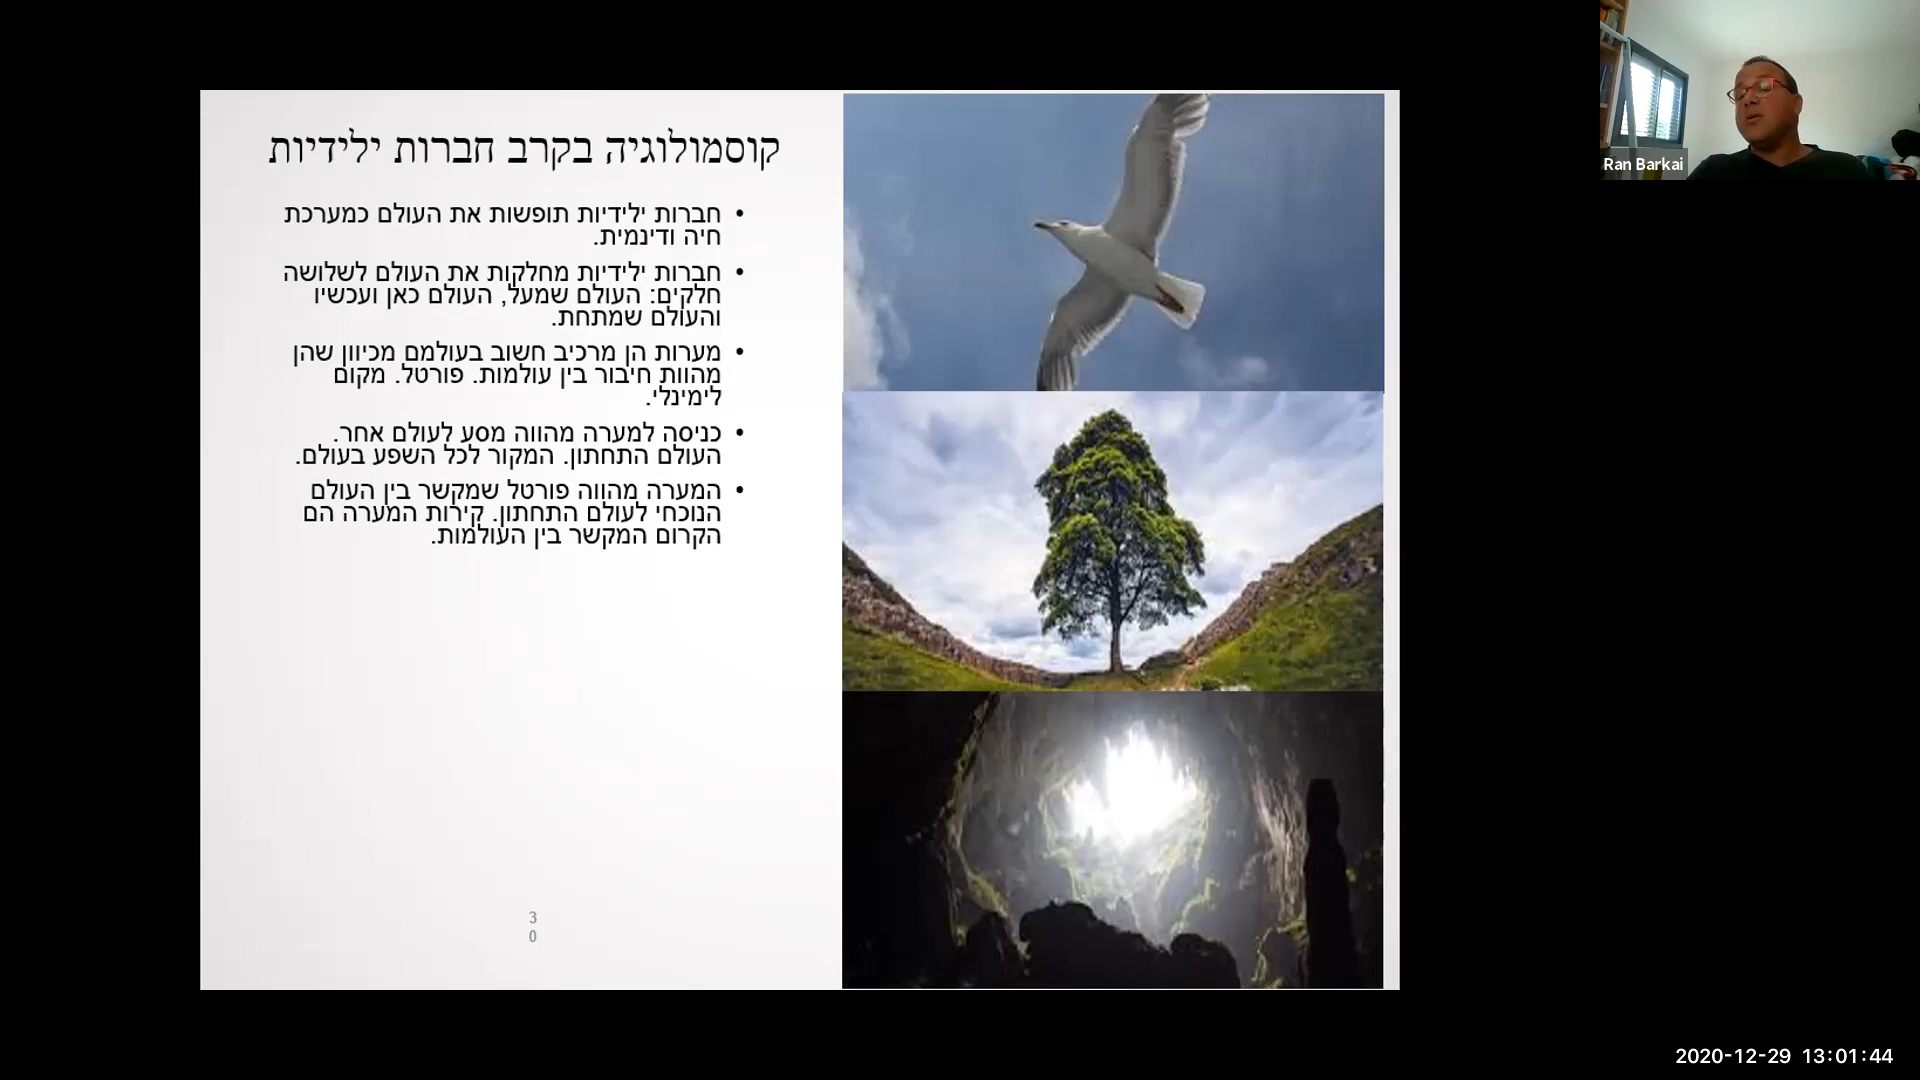 קוסמולוגיה בקרב חברות ילידיות
• חברות ילידיות תופשות את העולם כמערכת
חיה ודינמית.
• חברות ילידיות מחלקות את העולם לשלושה
חלקים: העולם שמעל, העולם כאן ועכשיו
והעולם שמתחת.
• מערות הן מרכיב חשוב בעולמם מכיוון שהן
מהוות חיבור בין עולמות. פורטל. מקום
לימינלי.
• כניסה למערה מהווה מסע לעולם אחר.
העולם התחתון. המקור לכל השפע בעולם.
• המערה מהווה פורטל שמקשר בין העולם
הנוכחי לעולם התחתון. קירות המערה הם
הקרום המקשר בין העולמות.
3
0
Ran Barkai
2020-12-29 13:01:44